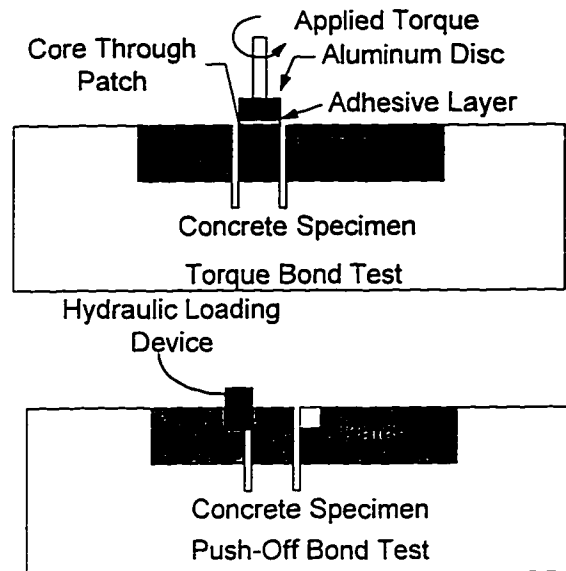 Applied Torque
Core Through
Patch
Aluminum Disc
Adhesive Layer
Concrete Specimen
Torque Bond Test
Hydraulic Loading
Device
Concrete Specimen
Push-Off Bond Test